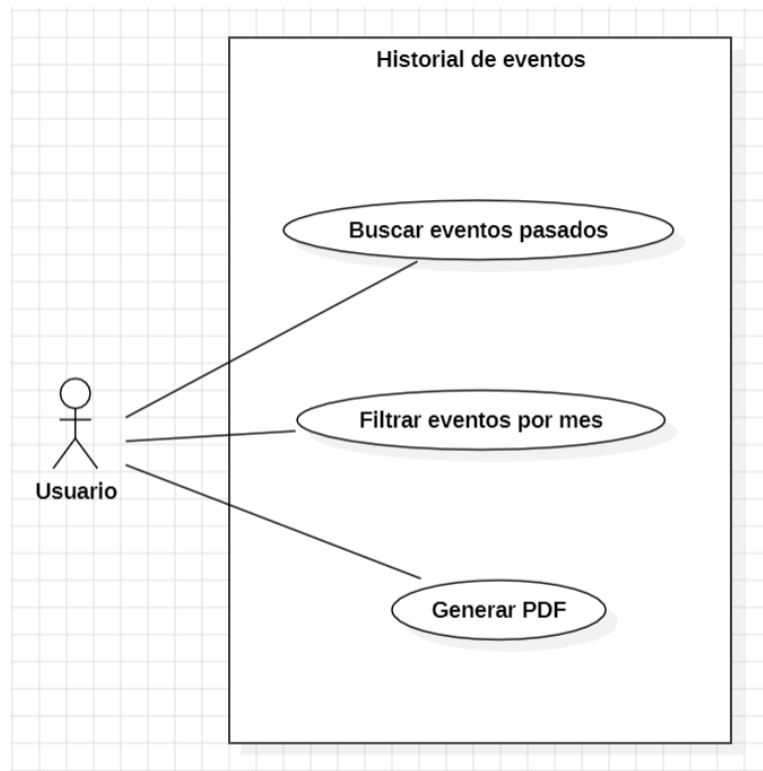 Historial de eventos
Buscar eventos pasados
Filtrar eventos por mes
Usuario
Generar PDF